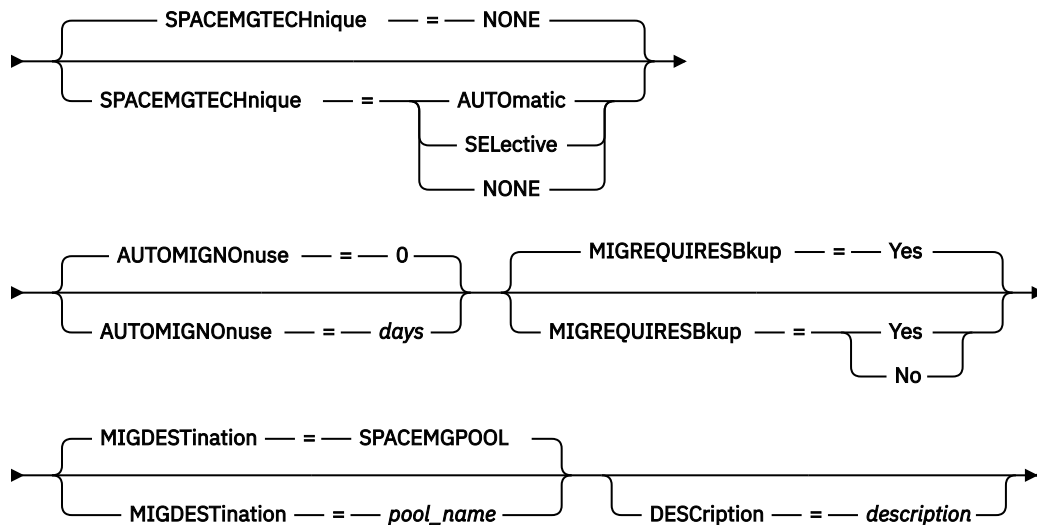 SPACEMGTECHnique = NONE
SPACEMGTECHnique = AUTOmatic
SELective
NONE
AUTOMIGNOnuse = 0 MIGREQUIRESBkup = Yes
AUTOMIGNOnuse = days MIGREQUIRESBkup = Yes
No
MIGDESTination = SPACEMGPOOL
MIGDESTination = pool_name DESCription = description